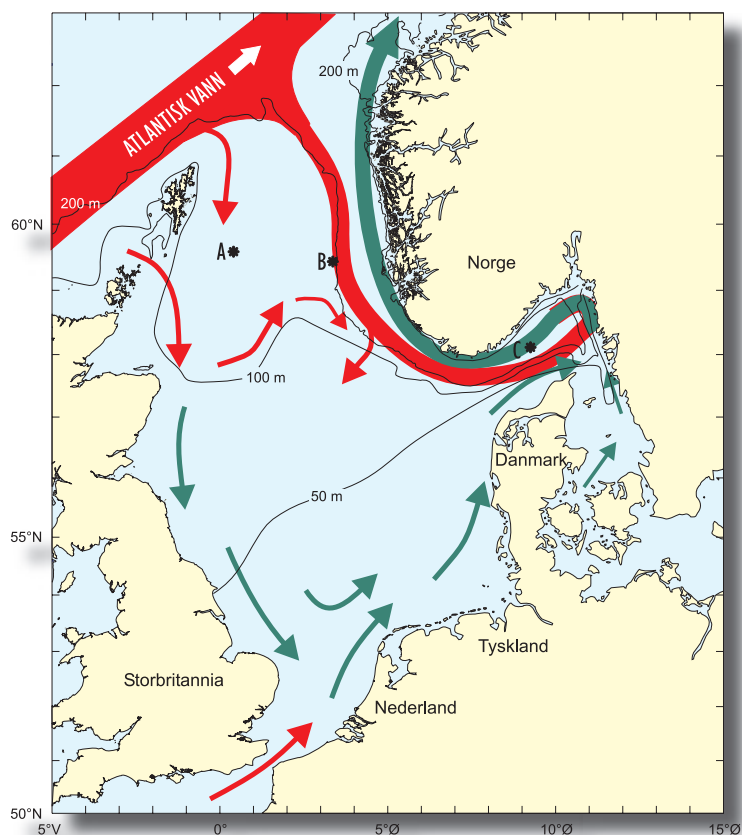 ATLANTISK VANN
200 m
200 m
60°N
A
B
Norge
C
100 m
Danmark
50 m
55°N
Tyskland
Storbritannia
Nederland
50°N
5°V
0°
5°Ø
10°Ø
15°Ø